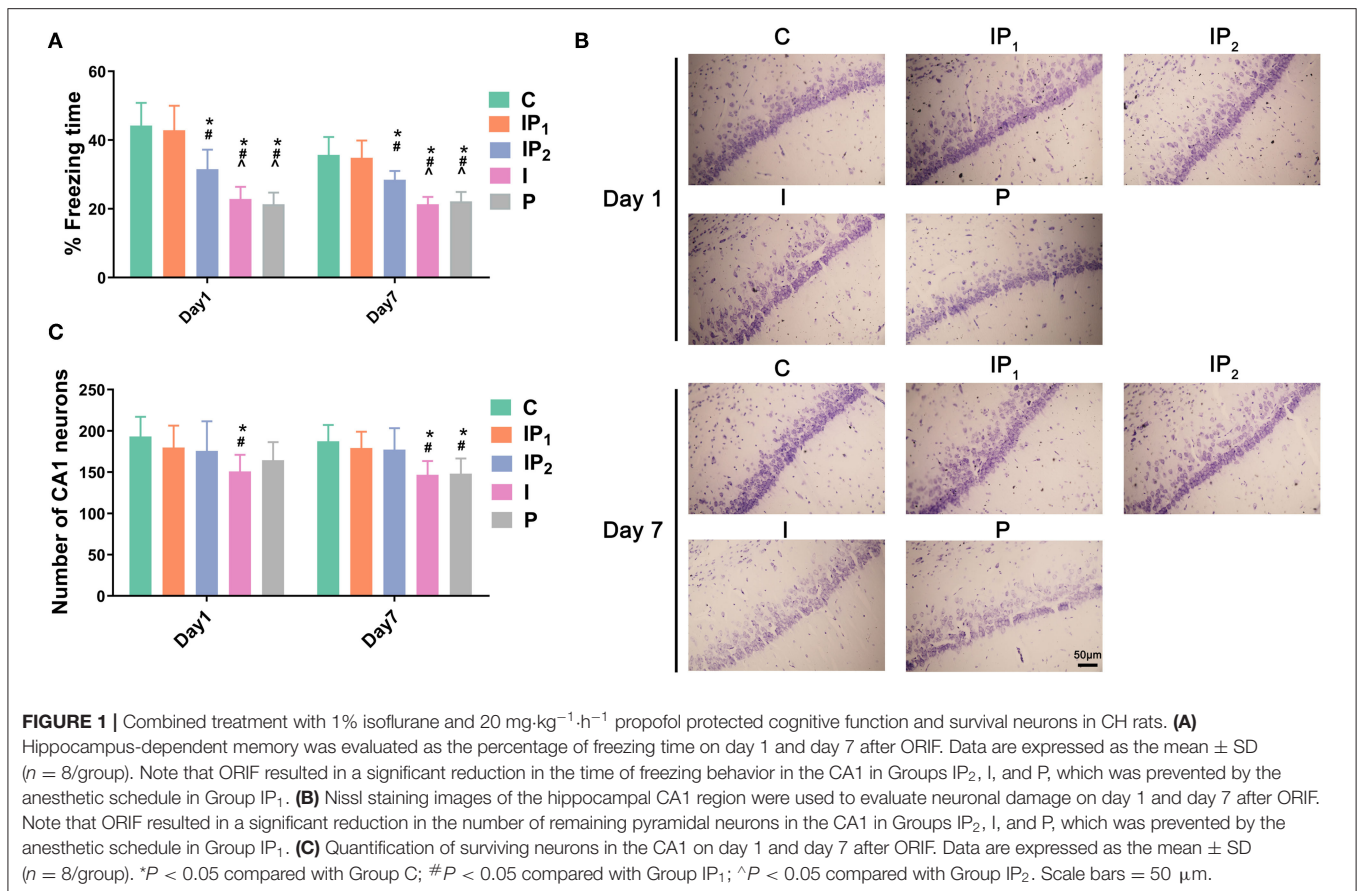 A
60
40
20
0
% Freezing time
*
#
*
#
^
*
#
^
*
#
*
#
^
*
#
^
Day1
Day7
C
IP₁
IP₂
I
P
B
C
IP₁
IP₂
Day 1
I
P
C
IP₁
IP₂
Day 7
I
P
50μm
C
250
200
150
100
50
0
Number of CA1 neurons
*
#
*
#
*
#
Day1
Day7
C
IP₁
IP₂
I
P
FIGURE 1 | Combined treatment with 1% isoflurane and 20 mg·kg⁻¹·h⁻¹ propofol protected cognitive function and survival neurons in CH rats. (A)
Hippocampus-dependent memory was evaluated as the percentage of freezing time on day 1 and day 7 after ORIF. Data are expressed as the mean ± SD
(n = 8/group). Note that ORIF resulted in a significant reduction in the time of freezing behavior in the CA1 in Groups IP₂, I, and P, which was prevented by the
anesthetic schedule in Group IP₁. (B) Nissl staining images of the hippocampal CA1 region were used to evaluate neuronal damage on day 1 and day 7 after ORIF.
Note that ORIF resulted in a significant reduction in the number of remaining pyramidal neurons in the CA1 in Groups IP₂, I, and P, which was prevented by the
anesthetic schedule in Group IP₁. (C) Quantification of surviving neurons in the CA1 on day 1 and day 7 after ORIF. Data are expressed as the mean ± SD
(n = 8/group). *P < 0.05 compared with Group C; #P < 0.05 compared with Group IP₁; ^P < 0.05 compared with Group IP₂. Scale bars = 50 μm.